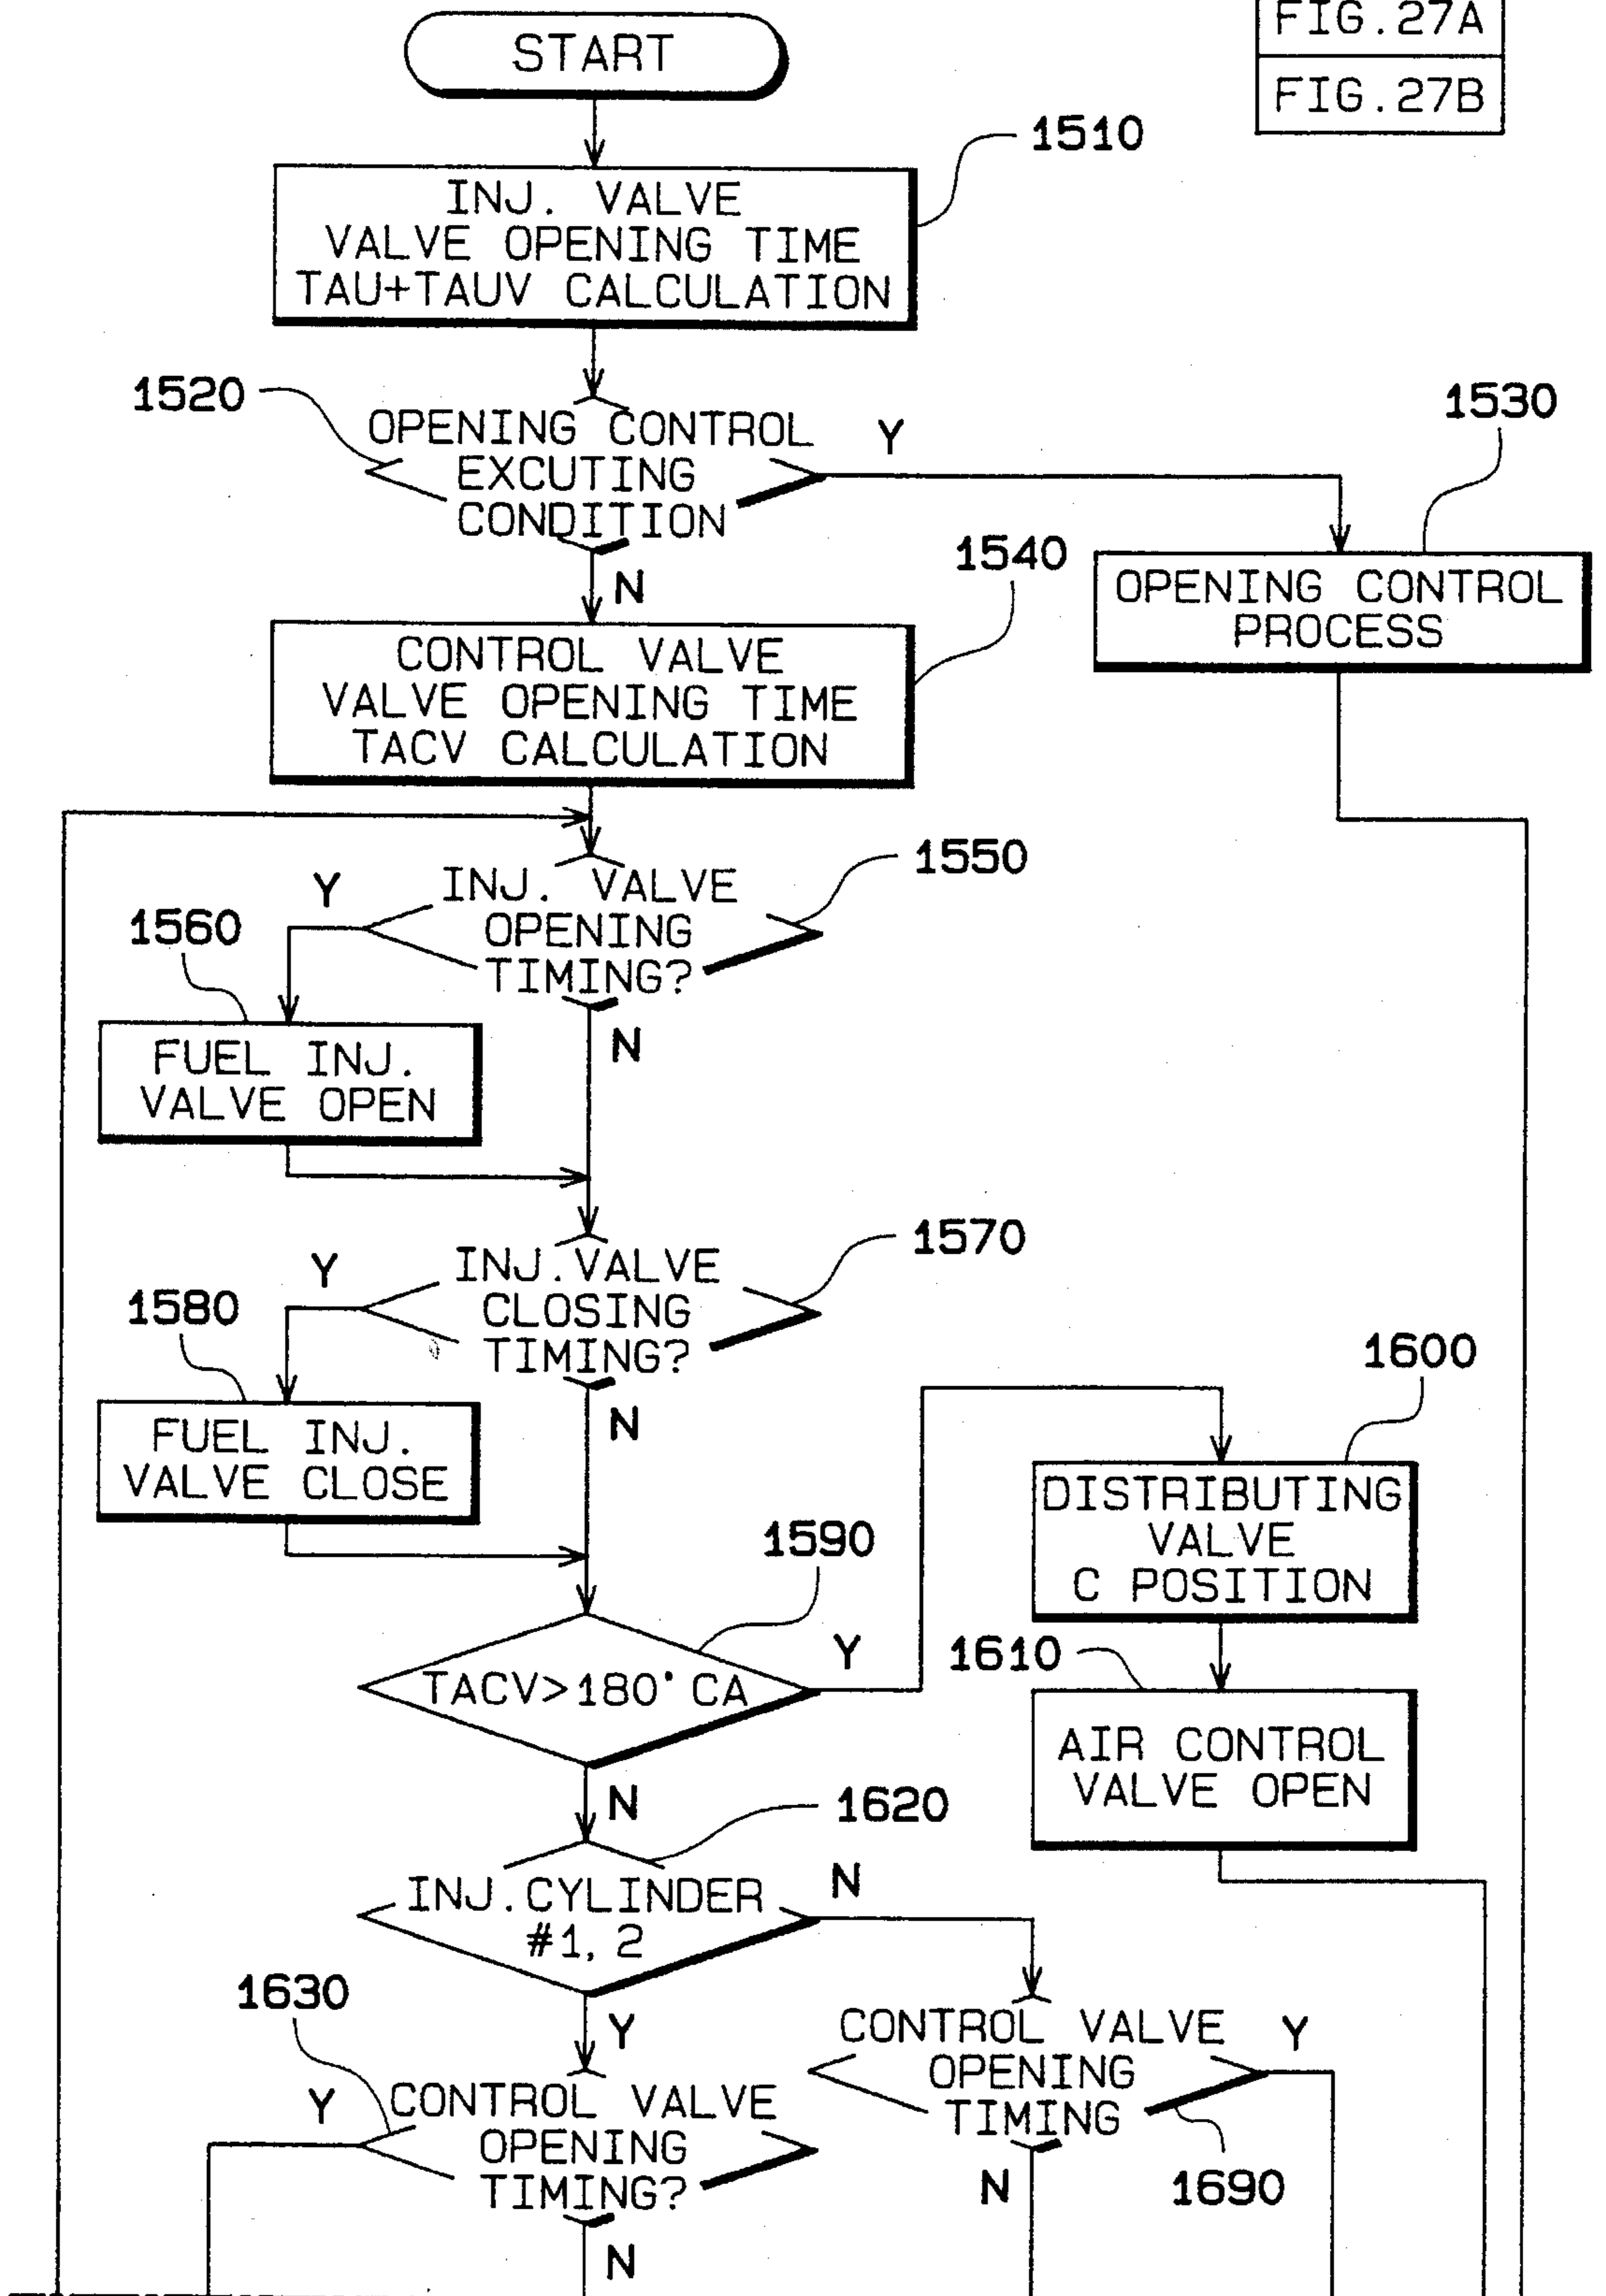 FIG.27A
FIG.27B
START
1510
INJ. VALVE
VALVE OPENING TIME
TAU+TAUV CALCULATION
1520
OPENING CONTROL
EXCUTING
CONDITION
Y
N
1530
OPENING CONTROL
PROCESS
1540
CONTROL VALVE
VALVE OPENING TIME
TACV CALCULATION
1550
INJ. VALVE
OPENING
TIMING?
Y
N
1560
FUEL INJ.
VALVE OPEN
1570
INJ.VALVE
CLOSING
TIMING?
Y
N
1580
FUEL INJ.
VALVE CLOSE
1590
TACV>180°CA
Y
N
1600
DISTRIBUTING
VALVE
C POSITION
1610
AIR CONTROL
VALVE OPEN
1620
INJ.CYLINDER
#1, 2
N
Y
1630
CONTROL VALVE
OPENING
TIMING?
Y
N
CONTROL VALVE
OPENING
TIMING
Y
N
1690